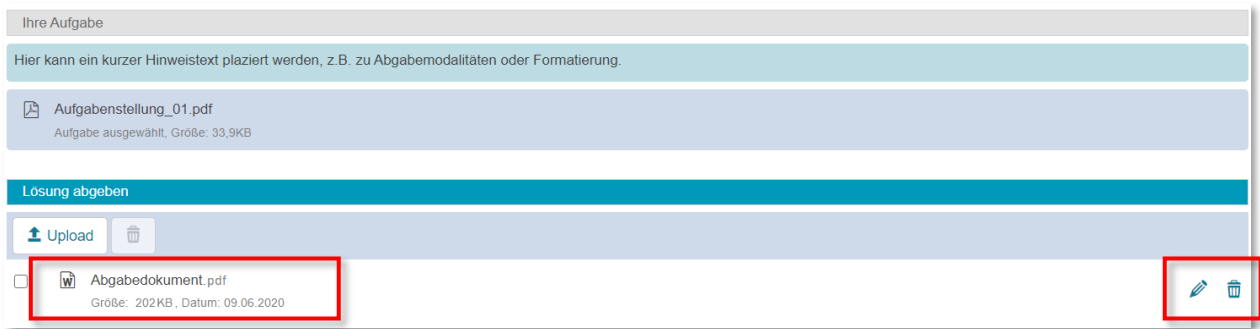 Ihre Aufgabe
Hier kann ein kurzer Hinweistext plaziert werden, z.B. zu Abgabemodalitäten oder Formatierung.
Aufgabenstellung_01.pdf
Aufgabe ausgewählt, Größe: 33,9KB
Lösung abgeben
Upload
W Abgabedokument.pdf
Größe: 202KB, Datum: 09.06.2020